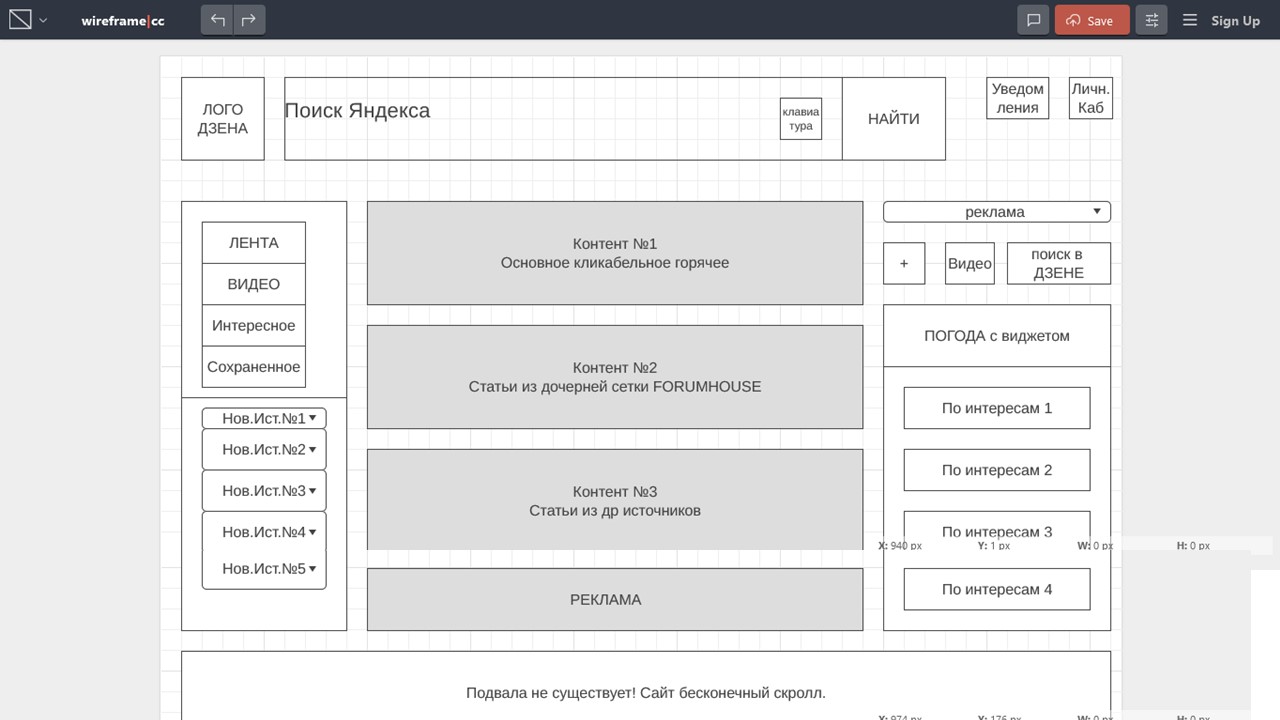 wireframe|cc
Save
Sign Up
ЛОГО
ДЗЕНА
Поиск Яндекса
клавиа
тура
НАЙТИ
Уведом
ления
Личн.
Каб
ЛЕНТА
ВИДЕО
Интересное
Сохраненное
Нов.Ист.№1
Нов.Ист.№2
Нов.Ист.№3
Нов.Ист.№4
Нов.Ист.№5
Контент №1
Основное кликабельное горячее
Контент №2
Статьи из дочерней сетки FORUMHOUSE
Контент №3
Статьи из др источников
РЕКЛАМА
реклама
+
Видео
поиск в
ДЗЕНЕ
ПОГОДА с виджетом
По интересам 1
По интересам 2
По интересам 3
X: 940 px Y: 1 px W: 0 px H: 0 px
По интересам 4
Подвала не существует! Сайт бесконечный скролл.
X: 974 px Y: 176 px W: 0 px H: 0 px